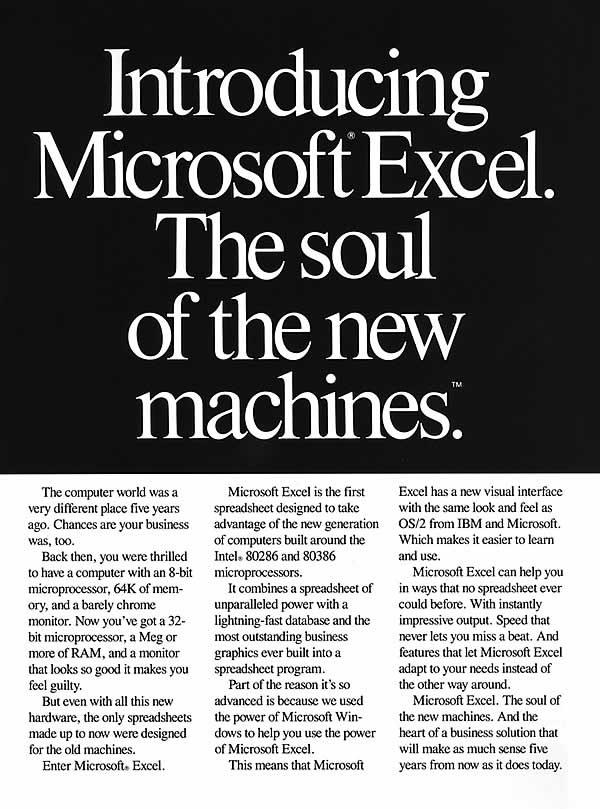 Introducing
Microsoft® Excel.
The soul
of the new
machines.™
The computer world was a
very different place five years
ago. Chances are your business
was, too.
Back then, you were thrilled
to have a computer with an 8-bit
microprocessor, 64K of mem-
ory, and a barely chrome
monitor. Now you've got a 32-
bit microprocessor, a Meg or
more of RAM, and a monitor
that looks so good it makes you
feel guilty.
But even with all this new
hardware, the only spreadsheets
made up to now were designed
for the old machines.
Enter Microsoft® Excel.
Microsoft Excel is the first
spreadsheet designed to take
advantage of the new generation
of computers built around the
Intel® 80286 and 80386
microprocessors.
It combines a spreadsheet of
unparalleled power with a
lightning-fast database and the
most outstanding business
graphics ever built into a
spreadsheet program.
Part of the reason it's so
advanced is because we used
the power of Microsoft Win-
dows to help you use the power
of Microsoft Excel.
This means that Microsoft
Excel has a new visual interface
with the same look and feel as
OS/2 from IBM and Microsoft.
Which makes it easier to learn
and use.
Microsoft Excel can help you
in ways that no spreadsheet ever
could before. With instantly
impressive output. Speed that
never lets you miss a beat. And
features that let Microsoft Excel
adapt to your needs instead of
the other way around.
Microsoft Excel. The soul of
the new machines. And the
heart of a business solution that
will make as much sense five
years from now as it does today.